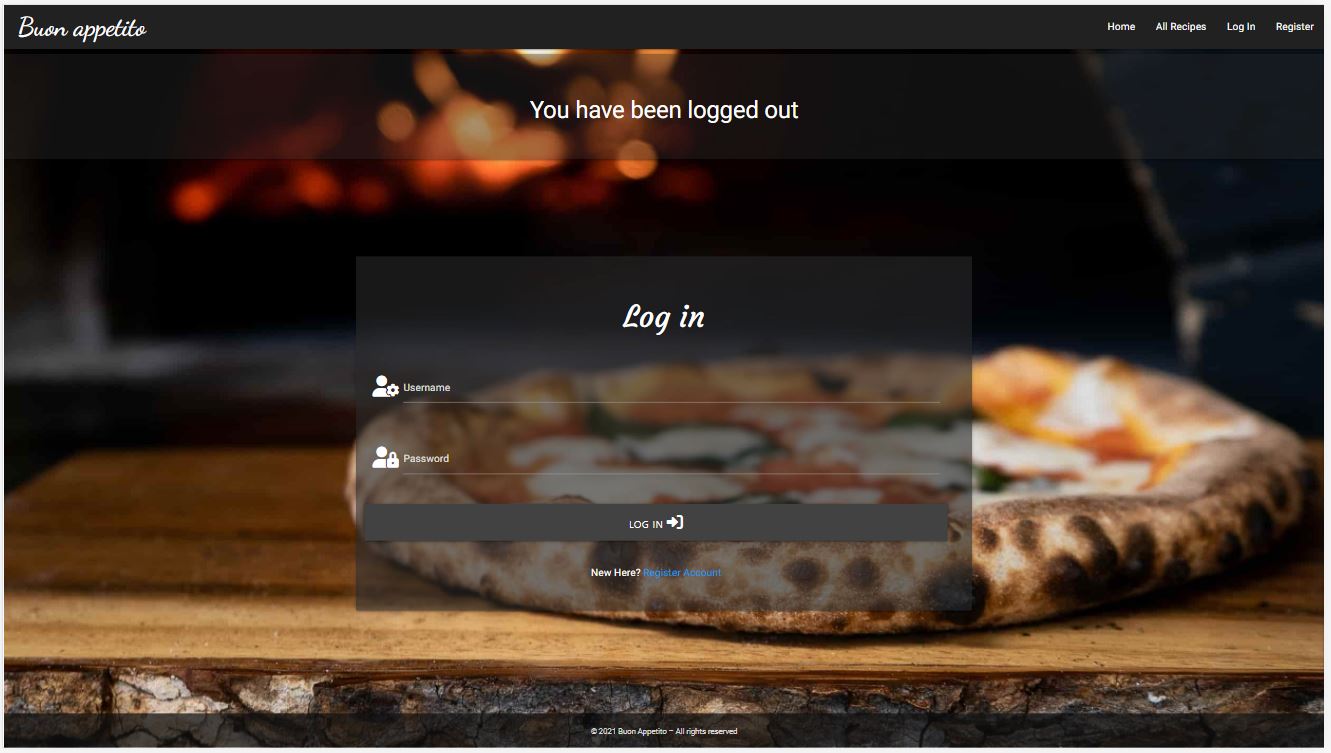 Buon appetito
Home All Recipes Log In Register
You have been logged out
Log in
Username
Password
LOG IN
New Here? Register Account
© 2021 Buon Appetito – All rights reserved